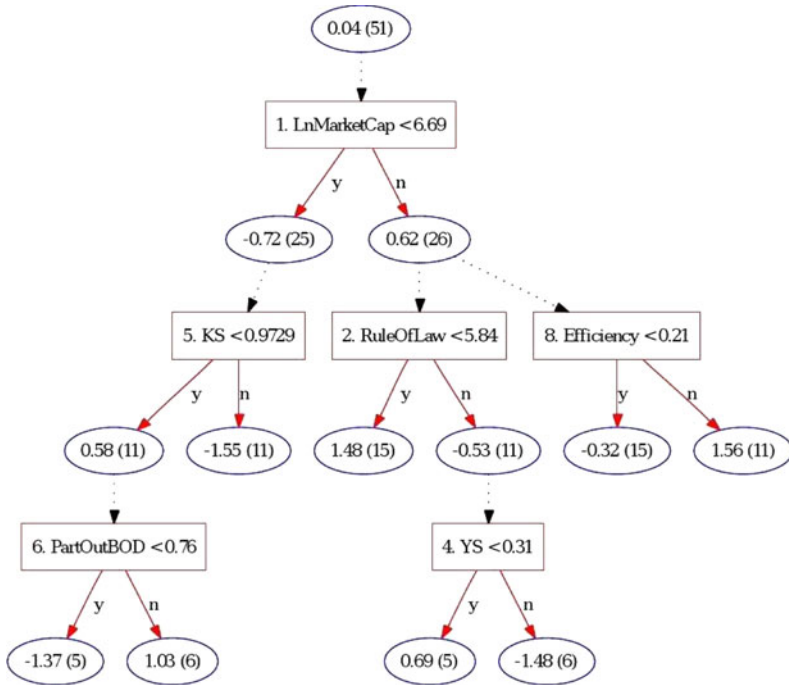 0.04 (51)
1. LnMarketCap <6.69
y n
-0.72 (25) 0.62 (26)
5. KS <0.9729 2. RuleOfLaw <5.84 8. Efficiency <0.21
y n y n y n
0.58 (11) -1.55 (11) 1.48 (15) -0.53 (11) -0.32 (15) 1.56 (11)
6. PartOutBOD <0.76 4. YS <0.31
y n y n
-1.37 (5) 1.03 (6) 0.69 (5) -1.48 (6)